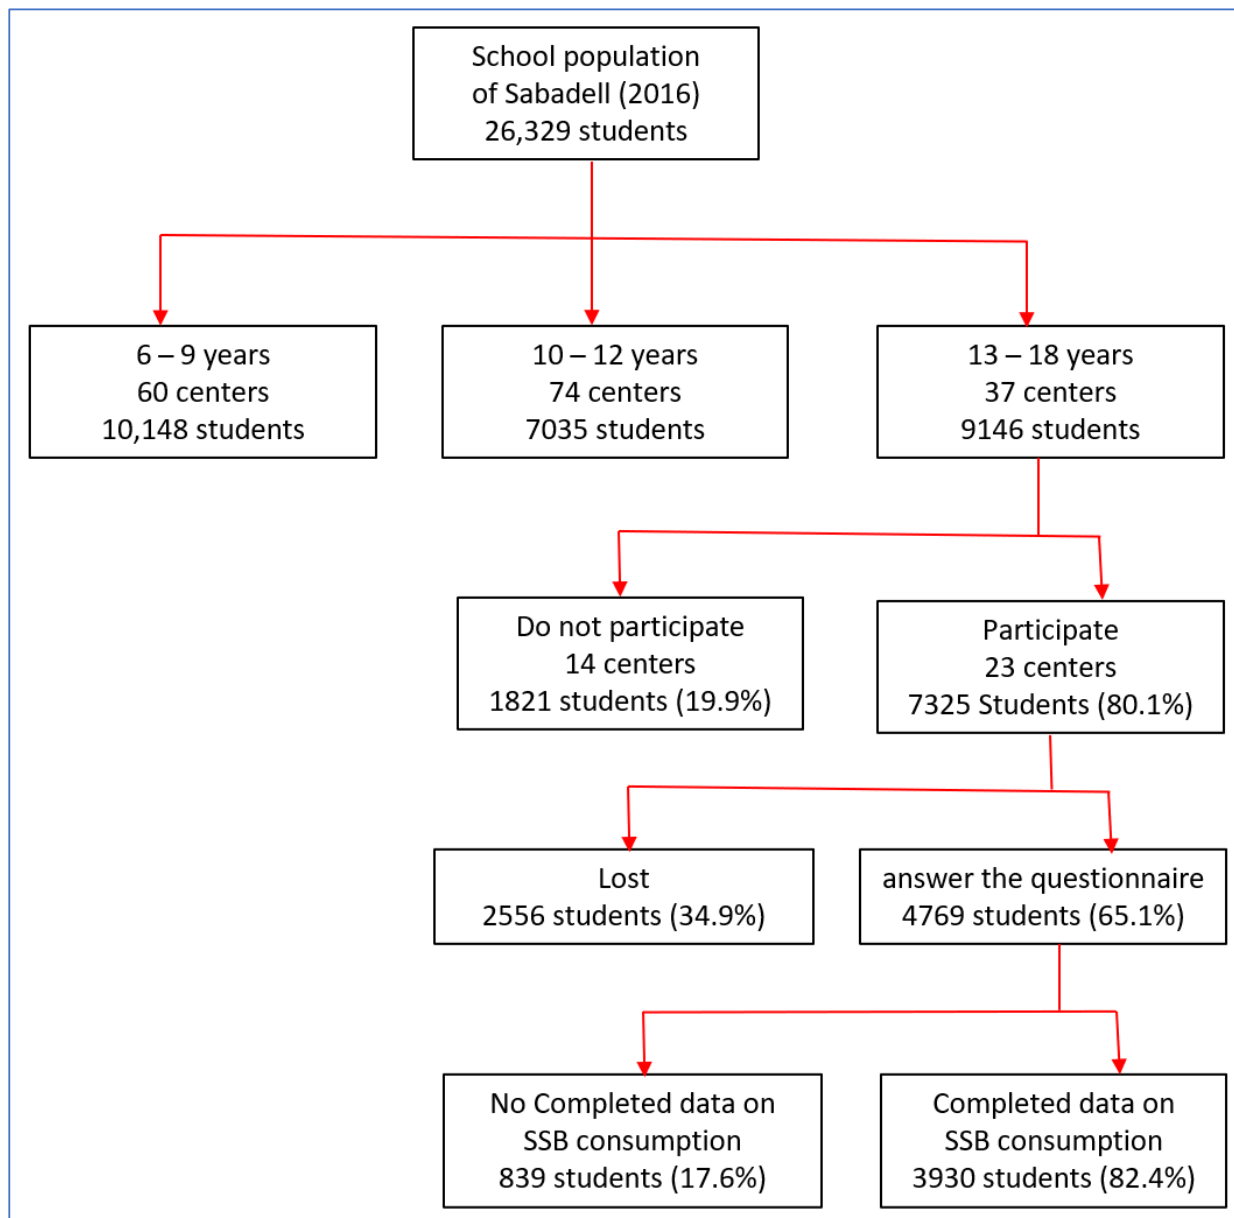 School population
of Sabadell (2016)
26,329 students
6 – 9 years
60 centers
10,148 students
10 – 12 years
74 centers
7035 students
13 – 18 years
37 centers
9146 students
Do not participate
14 centers
1821 students (19.9%)
Participate
23 centers
7325 Students (80.1%)
Lost
2556 students (34.9%)
answer the questionnaire
4769 students (65.1%)
No Completed data on
SSB consumption
839 students (17.6%)
Completed data on
SSB consumption
3930 students (82.4%)